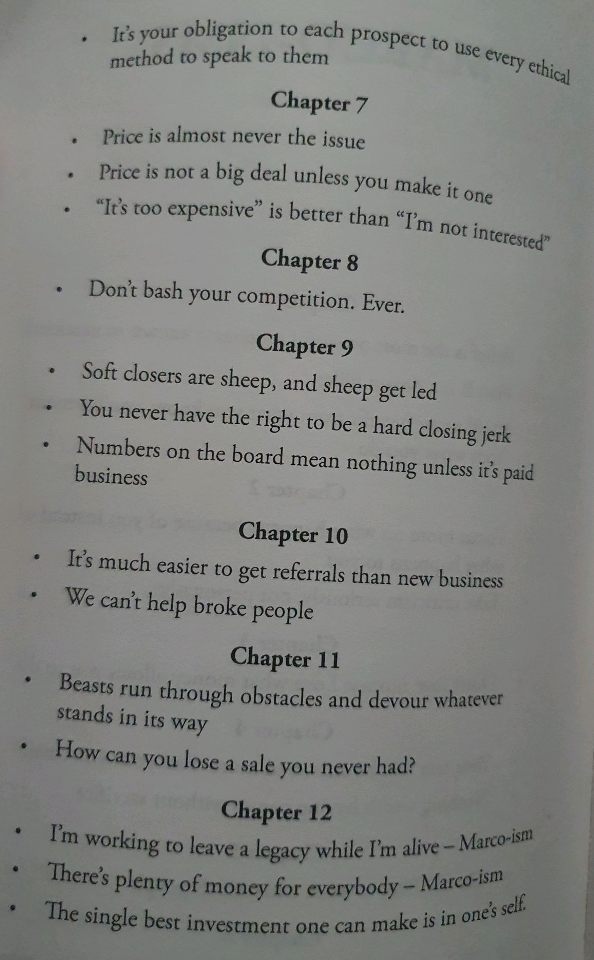 • It's your obligation to each prospect to use every ethical
method to speak to them
Chapter 7
• Price is almost never the issue
• Price is not a big deal unless you make it one
• “It's too expensive” is better than “I'm not interested”
Chapter 8
• Don't bash your competition. Ever.
Chapter 9
• Soft closers are sheep, and sheep get led
• You never have the right to be a hard closing jerk
• Numbers on the board mean nothing unless it's paid
business
Chapter 10
• It's much easier to get referrals than new business
• We can't help broke people
Chapter 11
• Beasts run through obstacles and devour whatever
stands in its way
• How can you lose a sale you never had?
Chapter 12
• I'm working to leave a legacy while I'm alive – Marco-ism
• There's plenty of money for everybody – Marco-ism
• The single best investment one can make is in one's self.